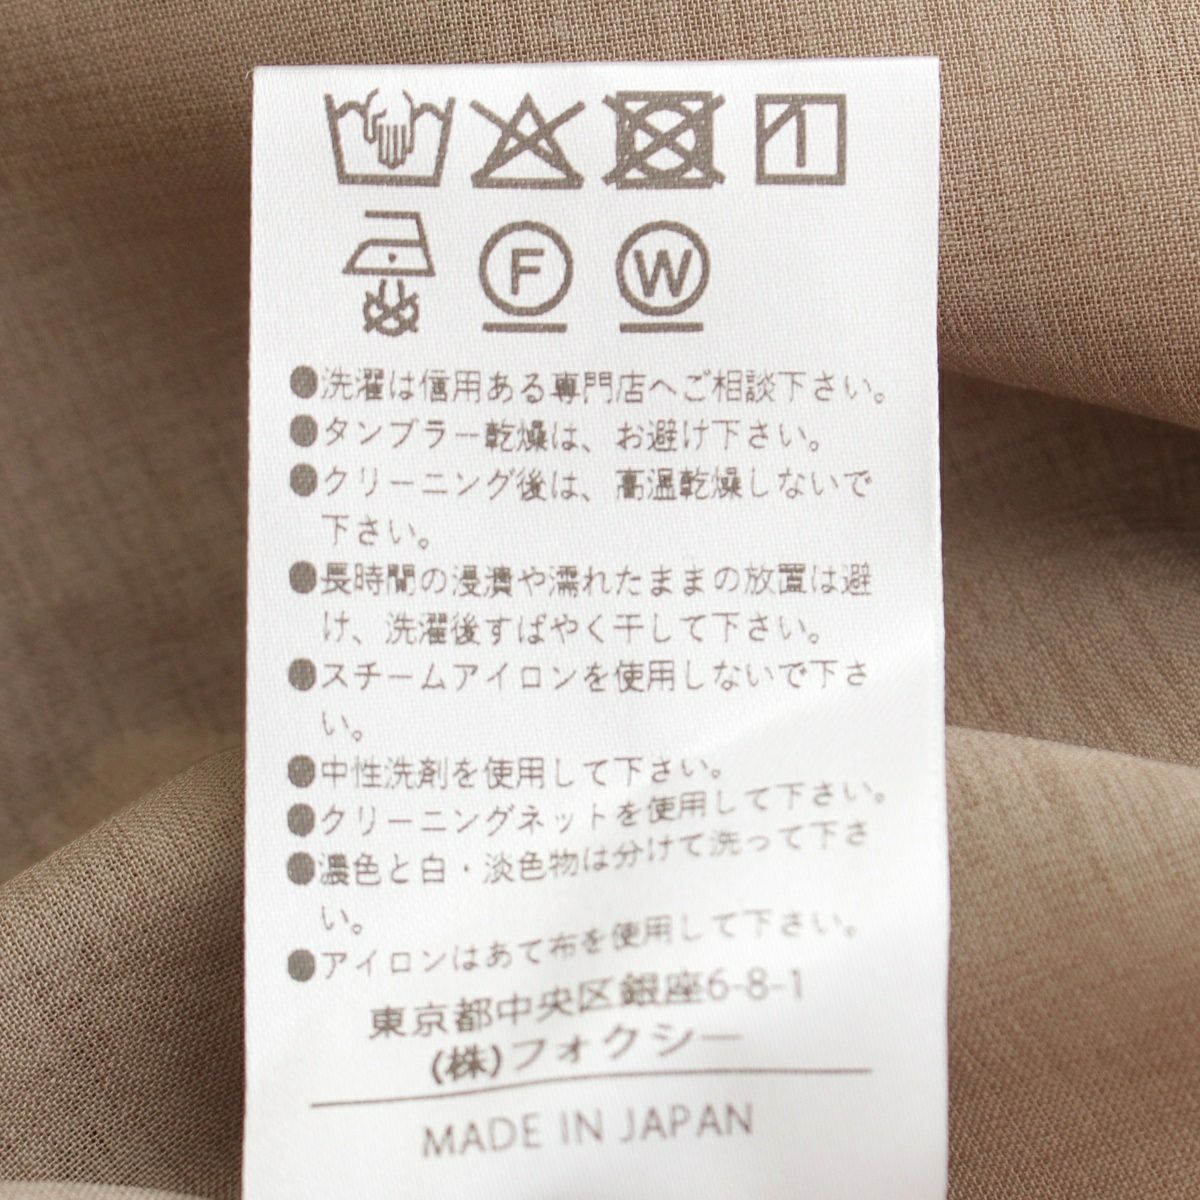 F W
●洗濯は信用ある専門店へご相談下さい。
●タンブラー乾燥は、お避け下さい。
●クリーニング後は、高温乾燥しないで
下さい。
●長時間の浸漬や濡れたままの放置は避
け、洗濯後すばやく干して下さい。
●スチームアイロンを使用しないで下さ
い。
●中性洗剤を使用して下さい。
●クリーニングネットを使用して下さい。
●濃色と白・淡色物は分けて洗って下さ
い。
●アイロンはあて布を使用して下さい。
東京都中央区銀座6-8-1
(株)フォクシー
MADE IN JAPAN